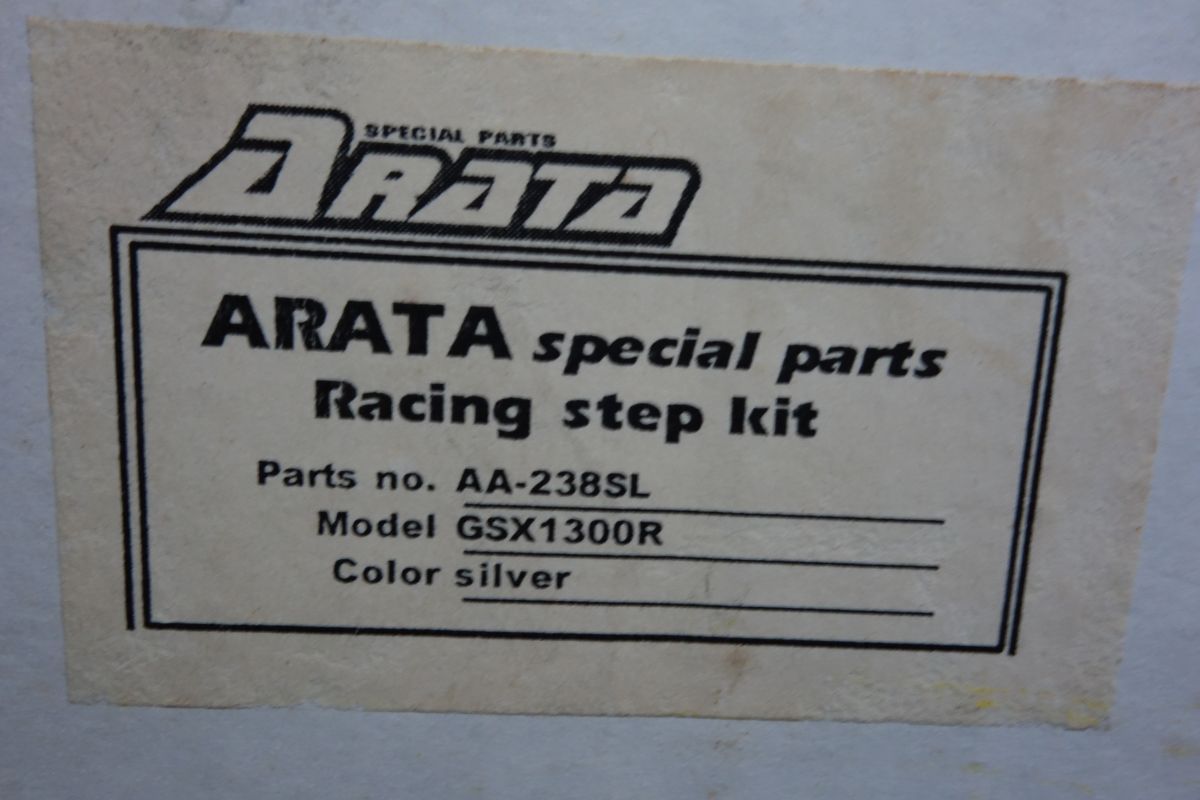 SPECIAL PARTS
ARATA
ARATA special parts
Racing step kit
Parts no. AA-238SL
Model GSX1300R
Color silver